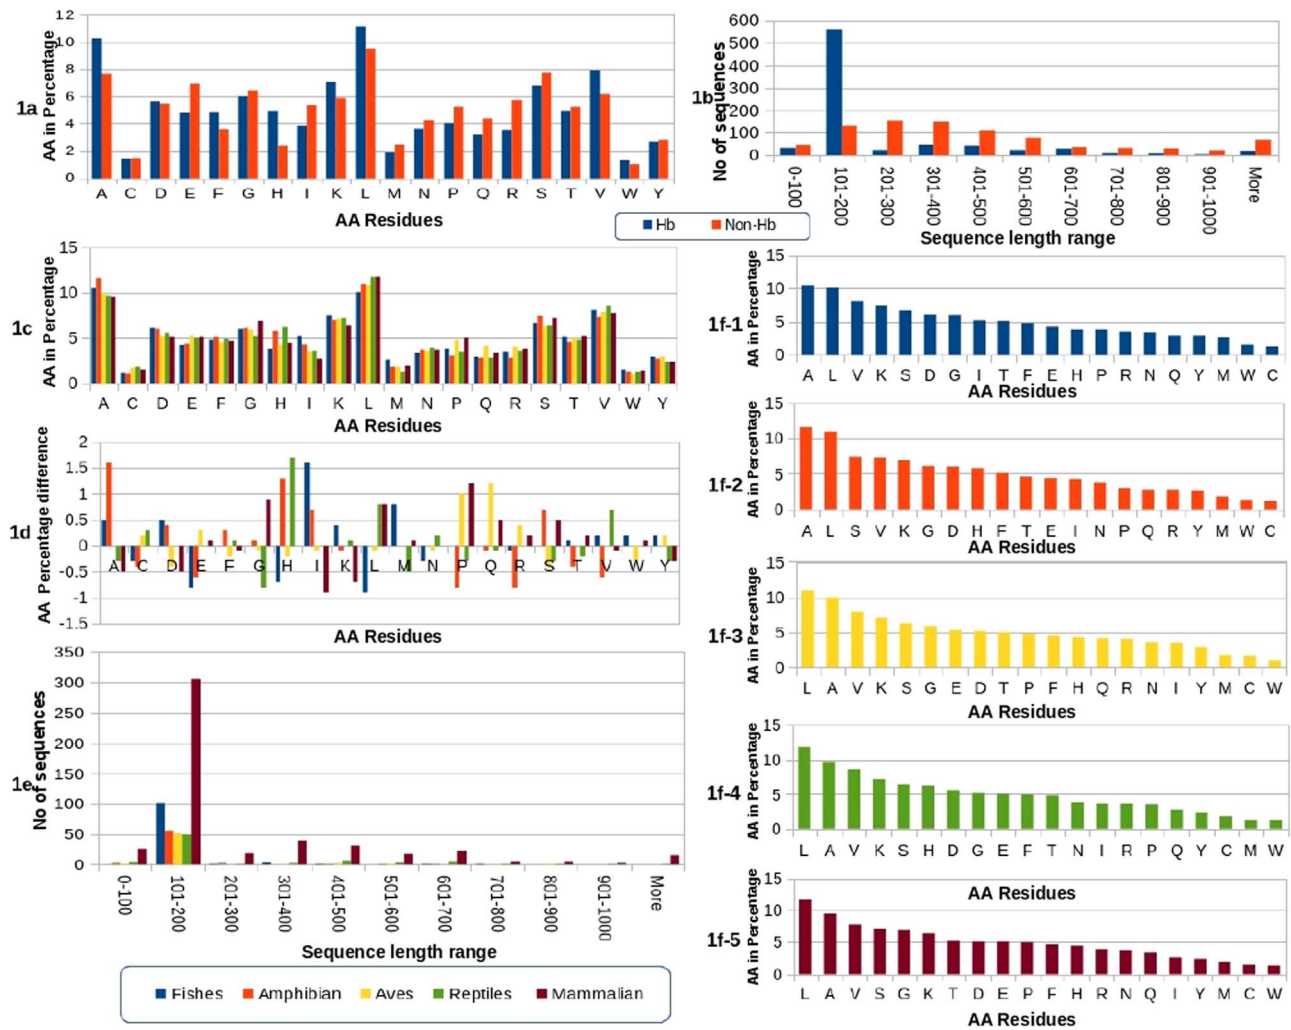 1a
AA in Percentage
12
10
8
6
4
2
0
A C D E F G H I K L M N P Q R S T V W Y
AA Residues
1b
No of sequences
600
500
400
300
200
100
0
0-100 101-200 201-300 301-400 401-500 501-600 601-700 701-800 801-900 901-1000 More
Sequence length range
Hb Non-Hb
1c
AA in Percentage
15
10
5
0
A C D E F G H I K L M N P Q R S T V W Y
AA Residues
1d
AA Percentage difference
2
1.5
1
0.5
0
-0.5
-1
-1.5
A C D E F G H I K L M N P Q R S T V W Y
AA Residues
1e
No of sequences
350
300
250
200
150
100
50
0
0-100 101-200 201-300 301-400 401-500 501-600 601-700 701-800 801-900 901-1000 More
Sequence length range
Fishes Amphibian Aves Reptiles Mammalian
1f-1
AA in Percentage
15
10
5
0
A L V K S D G I T F E H P R N Q Y M W C
AA Residues
1f-2
AA in Percentage
15
10
5
0
A L S V K G D H F T E I N P Q R Y M W C
AA Residues
1f-3
AA in Percentage
15
10
5
0
L A V K S G E D T P F H Q R N I Y M C W
AA Residues
1f-4
AA in Percentage
15
10
5
0
L A V K S H D G E F T N I R P Q Y C M W
AA Residues
1f-5
AA in Percentage
15
10
5
0
L A V S G K T D E P F H R N Q I Y M C W
AA Residues